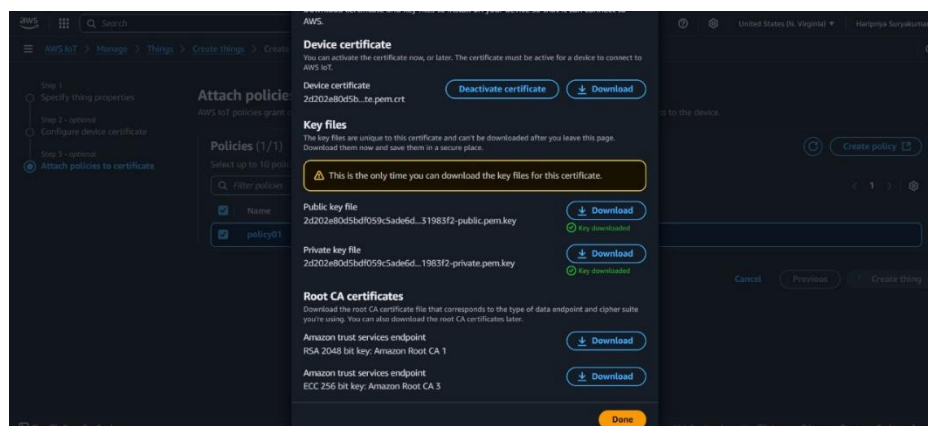 aws
Search
United States (N. Virginia)
Haripriya Suryakumar
AWS IoT > Manage > Things > Create things > Create
AWS.
Device certificate
You can activate the certificate now, or later. The certificate must be active for a device to connect to
AWS IoT.
Device certificate
2d202e80d5b...te.pem.crt
Deactivate certificate
Download
Key files
The key files are unique to this certificate and can't be downloaded after you leave this page.
Download them now and save them in a secure place.
This is the only time you can download the key files for this certificate.
Public key file
2d202e80d5bdf059c5ade6d...31983f2-public.pem.key
Download
Key downloaded
Private key file
2d202e80d5bdf059c5ade6d...1983f2-private.pem.key
Download
Key downloaded
Root CA certificates
Download the root CA certificate file that corresponds to the type of data endpoint and cipher suite
you're using. You can also download the root CA certificates later.
Amazon trust services endpoint
RSA 2048 bit key: Amazon Root CA 1
Download
Amazon trust services endpoint
ECC 256 bit key: Amazon Root CA 3
Download
Done
Step 1
Specify thing properties
Step 2 - optional
Configure device certificate
Step 3 - optional
Attach policies to certificate
Attach policie
AWS IoT policies grant
s to the device.
Policies (1/1)
Select up to 10 poli
Filter policies
Name
policy01
Create policy
1
Cancel
Previous
Create thing